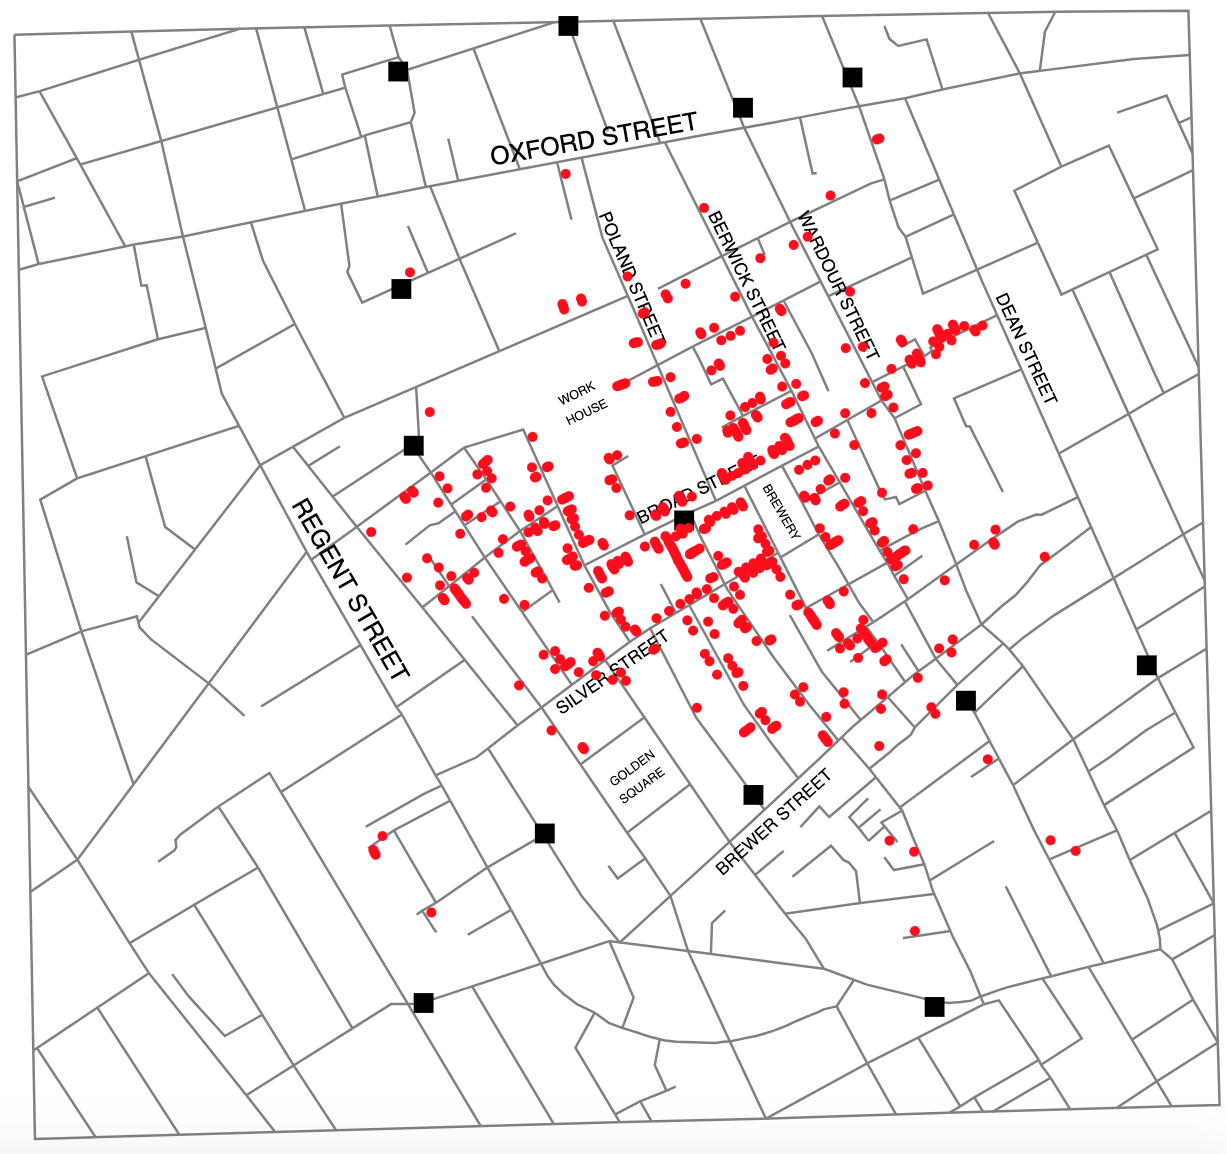 OXFORD STREET
POLAND STREET
BERWICK STREET
WARDOUR STREET
DEAN STREET
WORK
HOUSE
BROAD STREET
BREWERY
REGENT STREET
SILVER STREET
GOLDEN
SQUARE
BREWER STREET